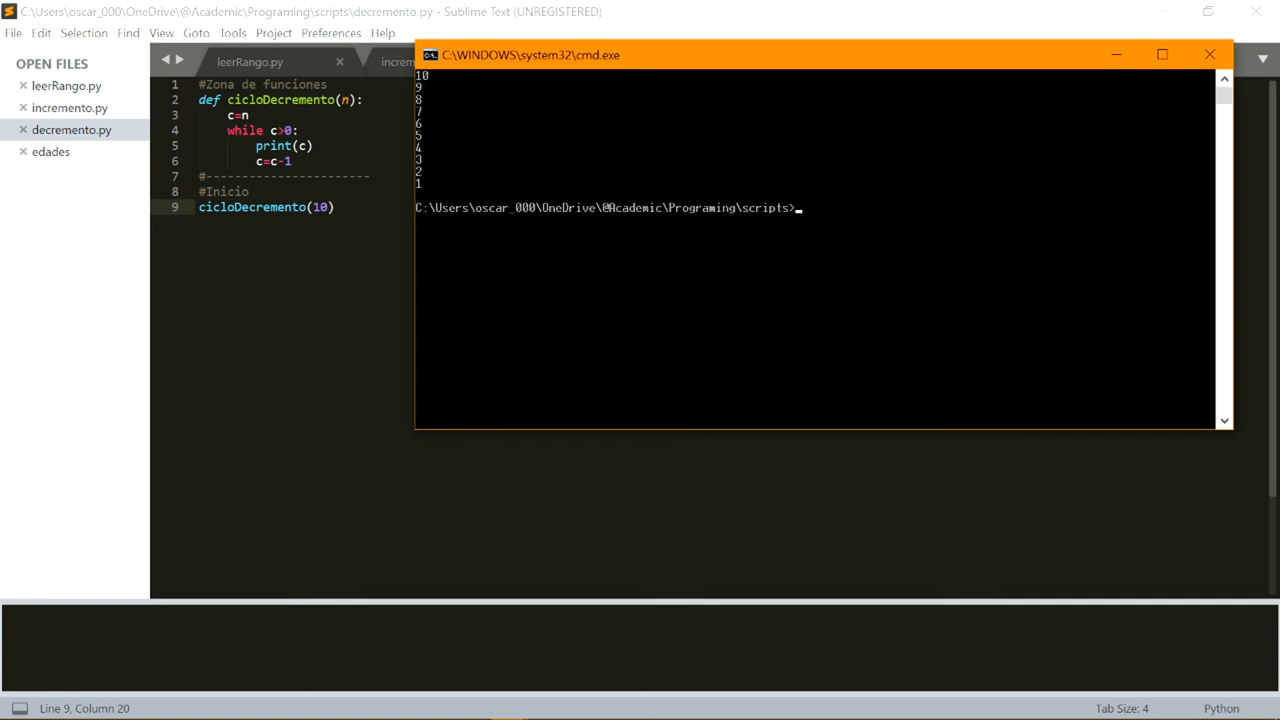 C:\Users\oscar_000\OneDrive\@Academic\Programing\scripts\decremento.py - Sublime Text (UNREGISTERED)
File Edit Selection Find View Goto Tools Project Preferences Help
OPEN FILES
leerRango.py
incremento.py
decremento.py
edades
leerRango.py
increm
1 #Zona de funciones
2 def cicloDecremento(n):
3 c=n
4 while c>0:
5 print(c)
6 c=c-1
7 #-----------------------
8 #Inicio
9 cicloDecremento(10)
C:\WINDOWS\system32\cmd.exe
10
9
8
7
6
5
4
3
2
1
C:\Users\oscar_000\OneDrive\@Academic\Programing\scripts>
Line 9, Column 20
Tab Size: 4
Python